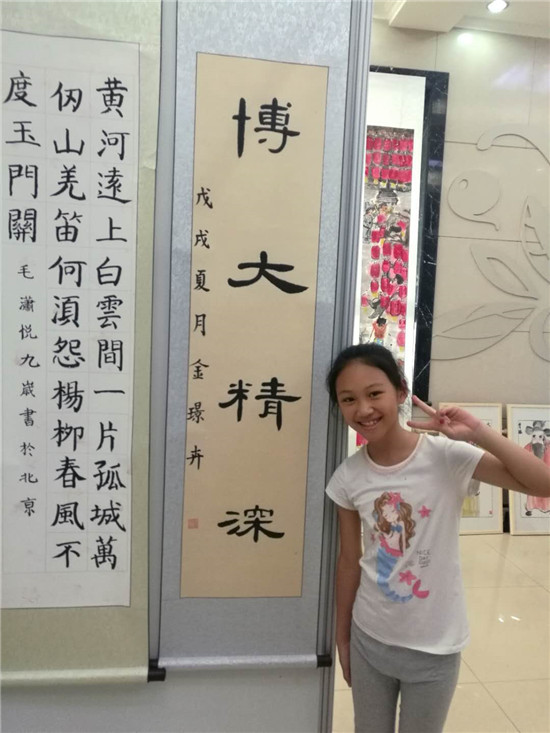 博大精深
戊戌夏月金璟卉
黄河遠上白雲間一片孤城萬
仞山羌笛何湏怨楊柳春風不
度玉門關
毛瀟悦九歲書於北京